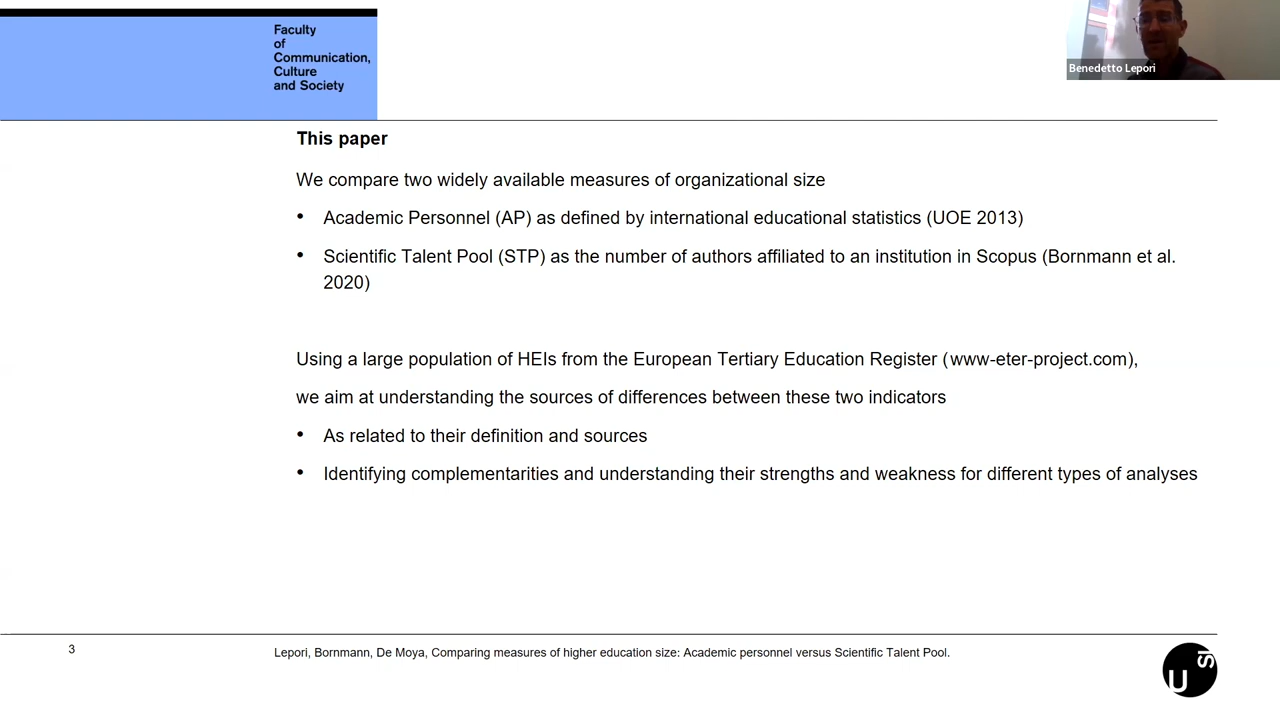 Faculty
of
Communication,
Culture
and Society
Benedetto Lepori
This paper
We compare two widely available measures of organizational size
• Academic Personnel (AP) as defined by international educational statistics (UOE 2013)
• Scientific Talent Pool (STP) as the number of authors affiliated to an institution in Scopus (Bornmann et al.
2020)
Using a large population of HEIs from the European Tertiary Education Register (www-eter-project.com),
we aim at understanding the sources of differences between these two indicators
• As related to their definition and sources
• Identifying complementarities and understanding their strengths and weakness for different types of analyses
3
Lepori, Bornmann, De Moya, Comparing measures of higher education size: Academic personnel versus Scientific Talent Pool.
USI